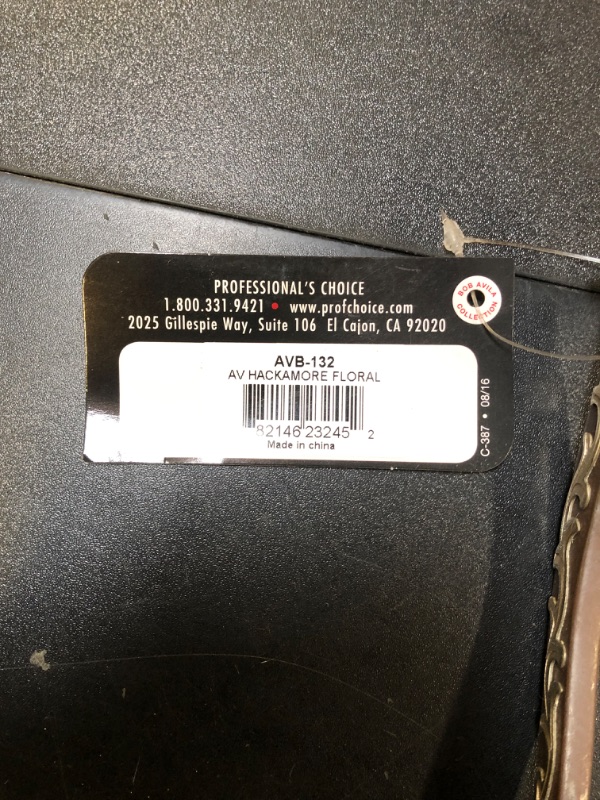 PROFESSIONAL'S CHOICE
1.800.331.9421 • www.profchoice.com
2025 Gillespie Way, Suite 106 El Cajon, CA 92020
BOB AVILA COLLECTION
AVB-132
AV HACKAMORE FLORAL
82146 23245 2
Made in china
C-387 • 08/16